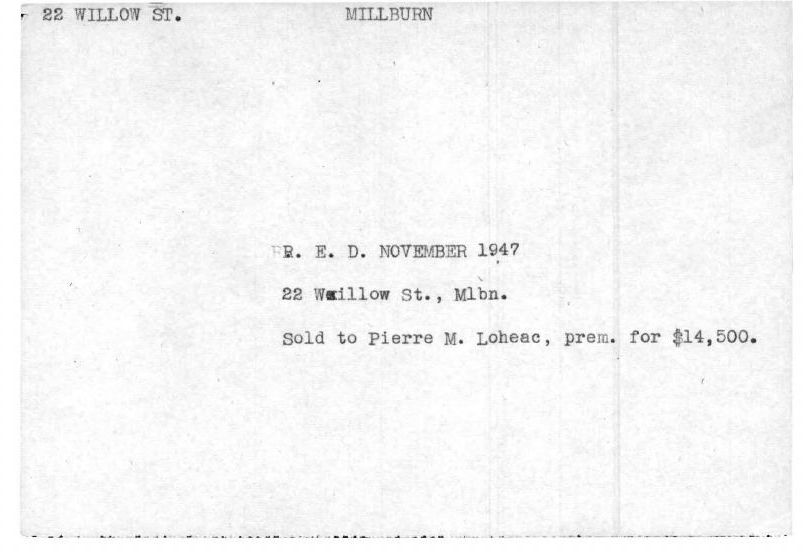 22 WILLOW ST. MILLBURN
R. E. D. NOVEMBER 1947
22 Willow St., Mlbn.
Sold to Pierre M. Loheac, prem. for $14,500.